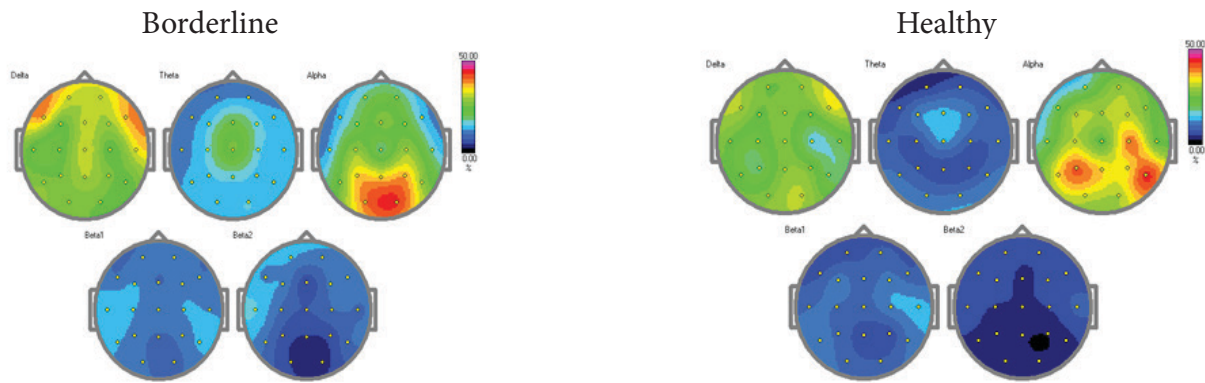 Borderline
Healthy
Delta
Theta
Alpha
50.00
0.00
%
Beta1
Beta2
Delta
Theta
Alpha
50.00
0.00
%
Beta1
Beta2